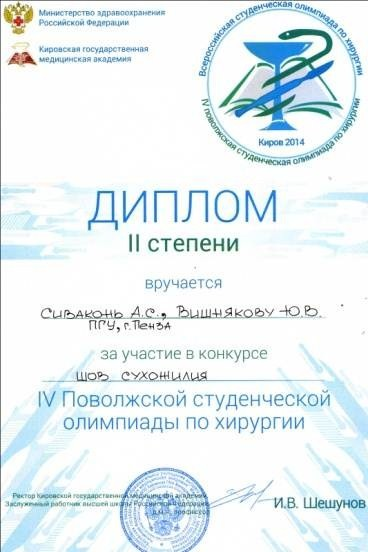 Министерство здравоохранения
Российской Федерации
Кировская государственная
медицинская академия
Всероссийская студенческая олимпиада по хирургии
IV поволжская студенческая олимпиада по хирургии
Киров 2014
ДИПЛОМ
II степени
вручается
Сиваконь А.С., Вишнякову Ю.В.
ПГУ, г.Пенза
за участие в конкурсе
шов сухожилия
IV Поволжской студенческой
олимпиады по хирургии
Ректор Кировской государственной медицинской академии,
Заслуженный работник высшей школы Российской Федерации,
д.м.н., профессор
И.В. Шешунов